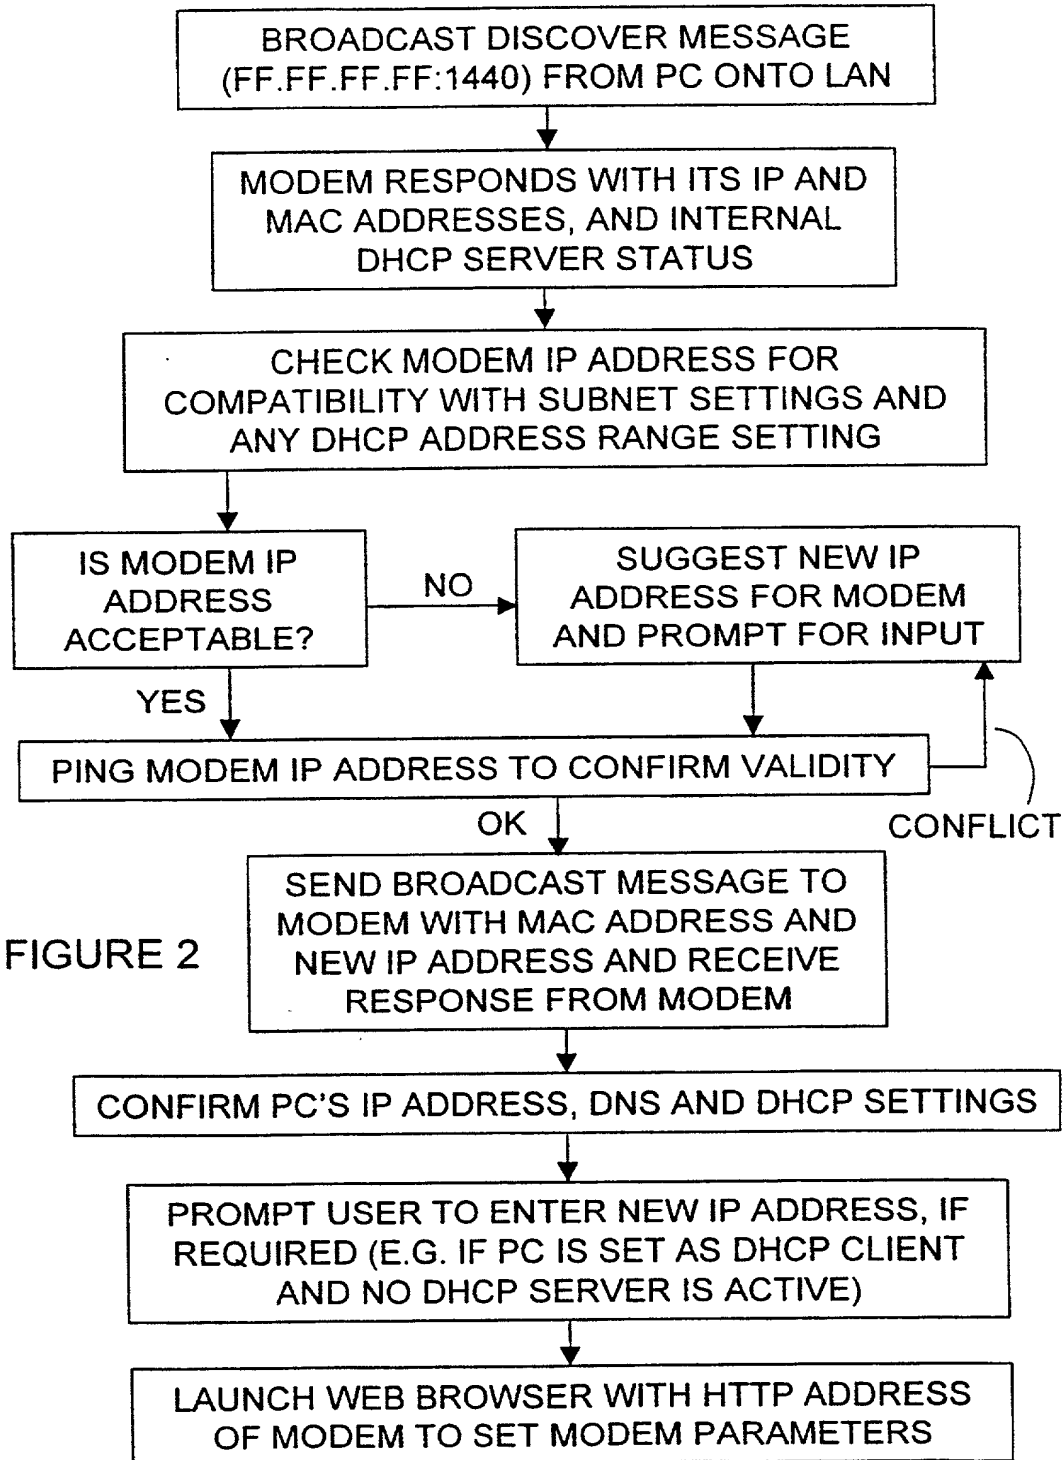 BROADCAST DISCOVER MESSAGE
(FF.FF.FF.FF:1440) FROM PC ONTO LAN
MODEM RESPONDS WITH ITS IP AND
MAC ADDRESSES, AND INTERNAL
DHCP SERVER STATUS
CHECK MODEM IP ADDRESS FOR
COMPATIBILITY WITH SUBNET SETTINGS AND
ANY DHCP ADDRESS RANGE SETTING
IS MODEM IP
ADDRESS
ACCEPTABLE?
NO
SUGGEST NEW IP
ADDRESS FOR MODEM
AND PROMPT FOR INPUT
YES
PING MODEM IP ADDRESS TO CONFIRM VALIDITY
OK
CONFLICT
SEND BROADCAST MESSAGE TO
MODEM WITH MAC ADDRESS AND
NEW IP ADDRESS AND RECEIVE
RESPONSE FROM MODEM
FIGURE 2
CONFIRM PC'S IP ADDRESS, DNS AND DHCP SETTINGS
PROMPT USER TO ENTER NEW IP ADDRESS, IF
REQUIRED (E.G. IF PC IS SET AS DHCP CLIENT
AND NO DHCP SERVER IS ACTIVE)
LAUNCH WEB BROWSER WITH HTTP ADDRESS
OF MODEM TO SET MODEM PARAMETERS